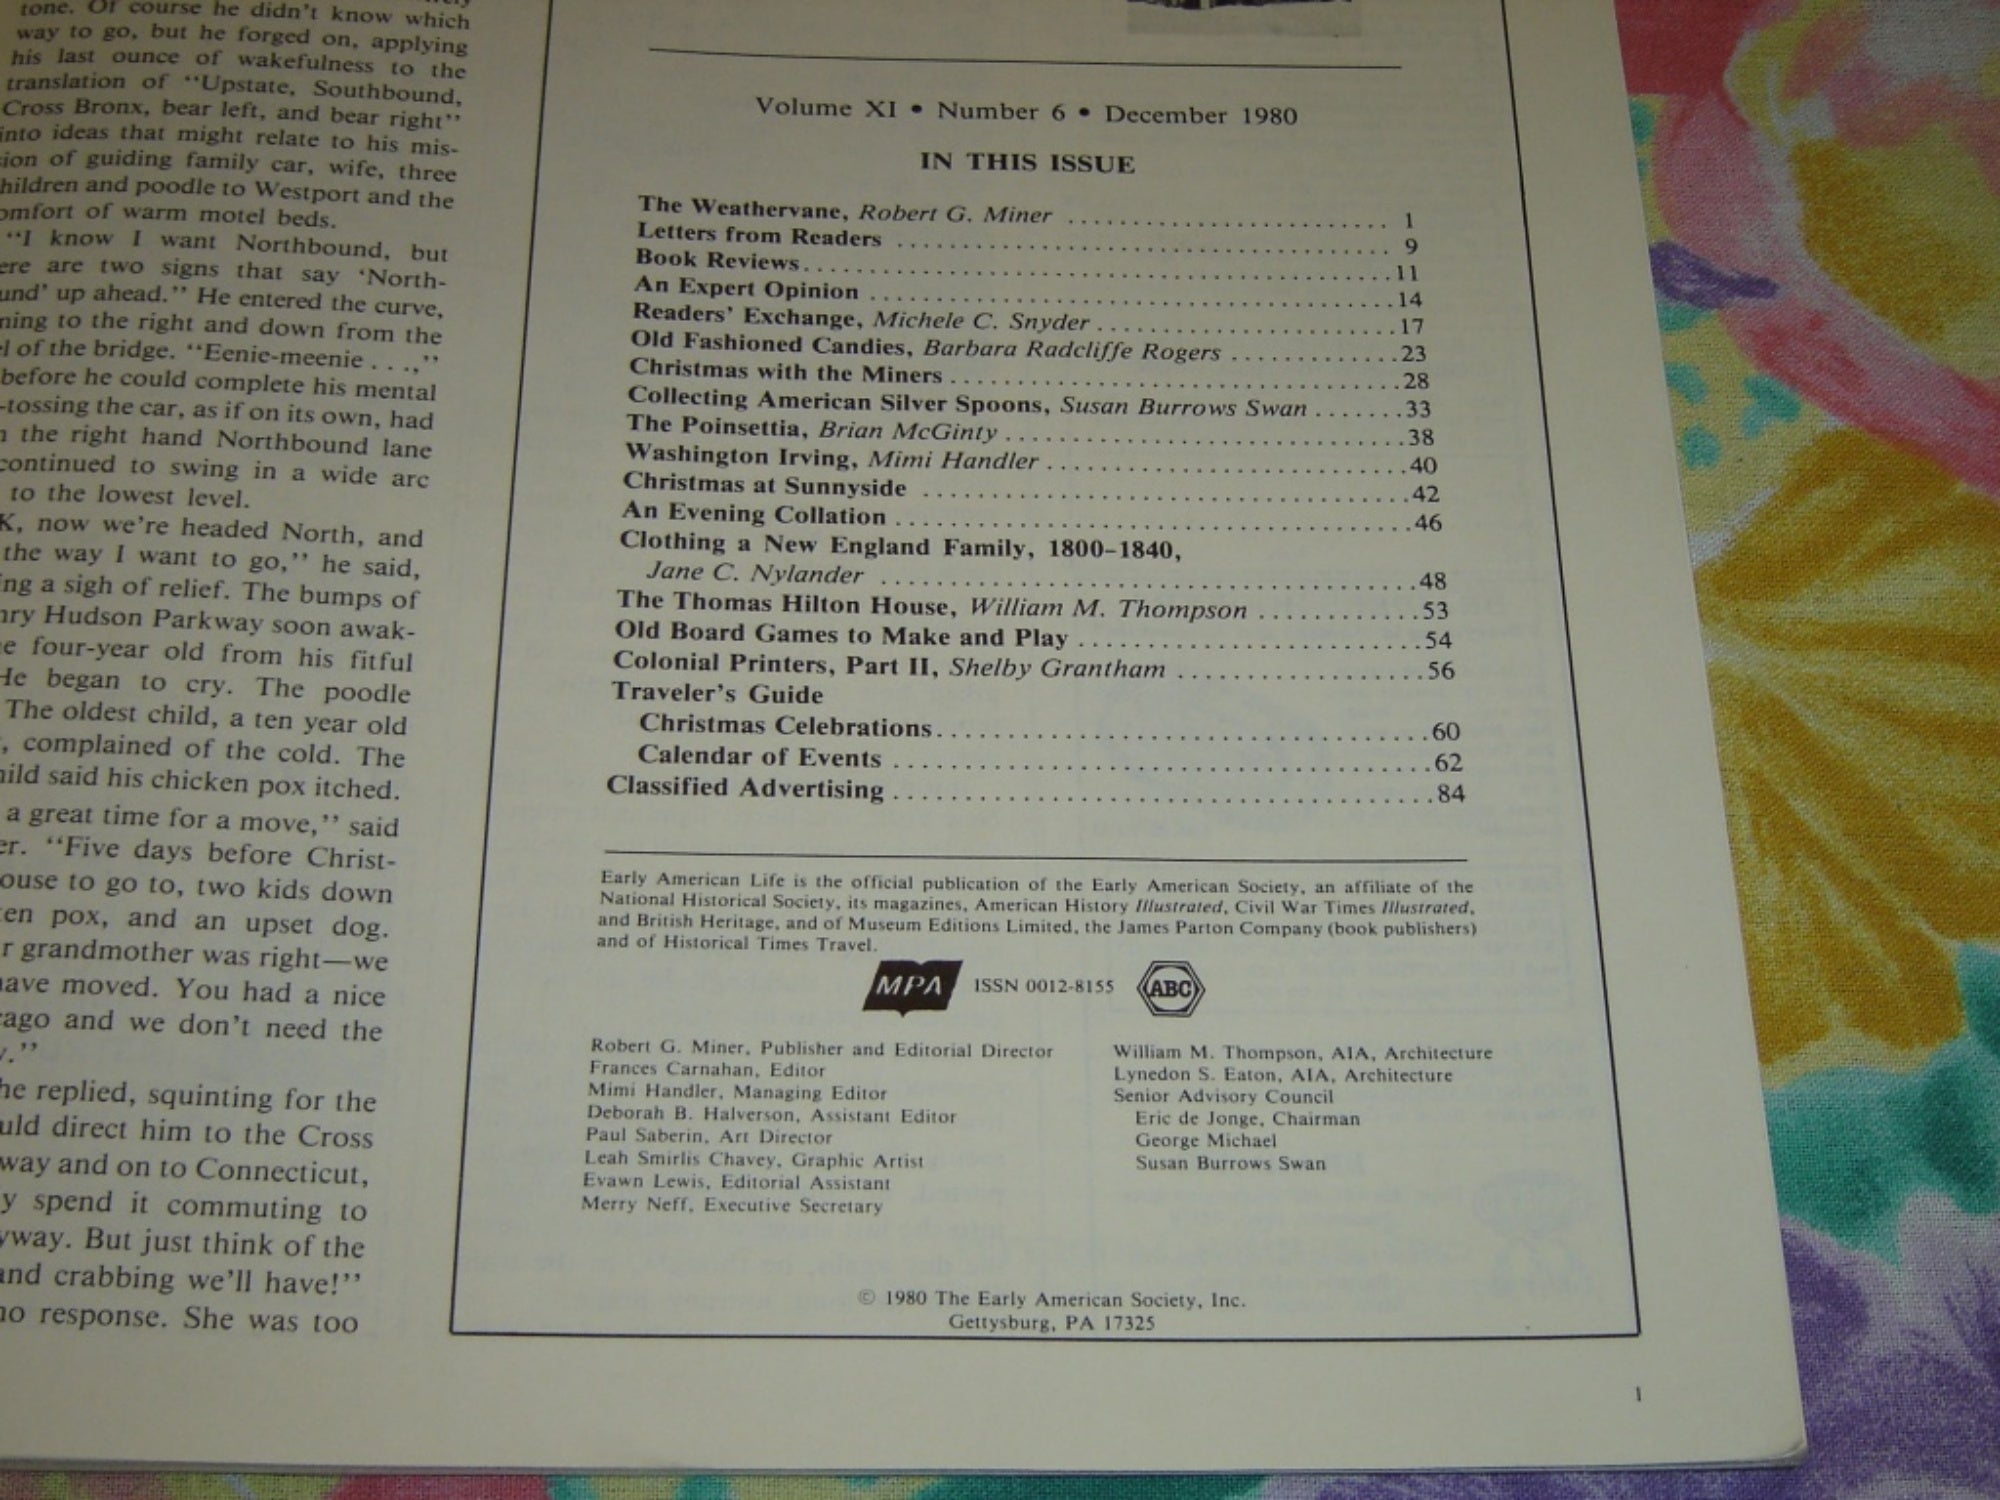 tone. Of course he didn't know which
way to go, but he forged on, applying
his last ounce of wakefulness to the
translation of "Upstate, Southbound,
Cross Bronx, bear left, and bear right"
into ideas that might relate to his mis-
sion of guiding family car, wife, three
children and poodle to Westport and the
comfort of warm motel beds.
"I know I want Northbound, but
ere are two signs that say 'North-
und' up ahead." He entered the curve,
ning to the right and down from the
l of the bridge. "Eenie-meenie . . .,"
before he could complete his mental
-tossing the car, as if on its own, had
the right hand Northbound lane
continued to swing in a wide arc
to the lowest level.
K, now we're headed North, and
the way I want to go," he said,
ing a sigh of relief. The bumps of
nry Hudson Parkway soon awak-
e four-year old from his fitful
He began to cry. The poodle
The oldest child, a ten year old
, complained of the cold. The
hild said his chicken pox itched.
a great time for a move," said
er. "Five days before Christ-
ouse to go to, two kids down
ken pox, and an upset dog.
r grandmother was right—we
ave moved. You had a nice
cago and we don't need the
y."
he replied, squinting for the
uld direct him to the Cross
way and on to Connecticut,
y spend it commuting to
yway. But just think of the
and crabbing we'll have!"
no response. She was too
Volume XI • Number 6 • December 1980
IN THIS ISSUE
The Weathervane, Robert G. Miner ........................ 1
Letters from Readers .................................... 9
Book Reviews............................................11
An Expert Opinion .......................................14
Readers' Exchange, Michele C. Snyder.......................17
Old Fashioned Candies, Barbara Radcliffe Rogers .............23
Christmas with the Miners.................................28
Collecting American Silver Spoons, Susan Burrows Swan.......33
The Poinsettia, Brian McGinty..............................38
Washington Irving, Mimi Handler...........................40
Christmas at Sunnyside ...................................42
An Evening Collation.....................................46
Clothing a New England Family, 1800–1840,
Jane C. Nylander ......................................48
The Thomas Hilton House, William M. Thompson ............53
Old Board Games to Make and Play.........................54
Colonial Printers, Part II, Shelby Grantham ..................56
Traveler's Guide
Christmas Celebrations...................................60
Calendar of Events ......................................62
Classified Advertising......................................84
Early American Life is the official publication of the Early American Society, an affiliate of the
National Historical Society, its magazines, American History Illustrated, Civil War Times Illustrated,
and British Heritage, and of Museum Editions Limited, the James Parton Company (book publishers)
and of Historical Times Travel.
MPA ISSN 0012-8155 ABC
Robert G. Miner, Publisher and Editorial Director
Frances Carnahan, Editor
Mimi Handler, Managing Editor
Deborah B. Halverson, Assistant Editor
Paul Saberin, Art Director
Leah Smirlis Chavey, Graphic Artist
Evawn Lewis, Editorial Assistant
Merry Neff, Executive Secretary
William M. Thompson, AIA, Architecture
Lynedon S. Eaton, AIA, Architecture
Senior Advisory Council
Eric de Jonge, Chairman
George Michael
Susan Burrows Swan
© 1980 The Early American Society, Inc.
Gettysburg, PA 17325
1